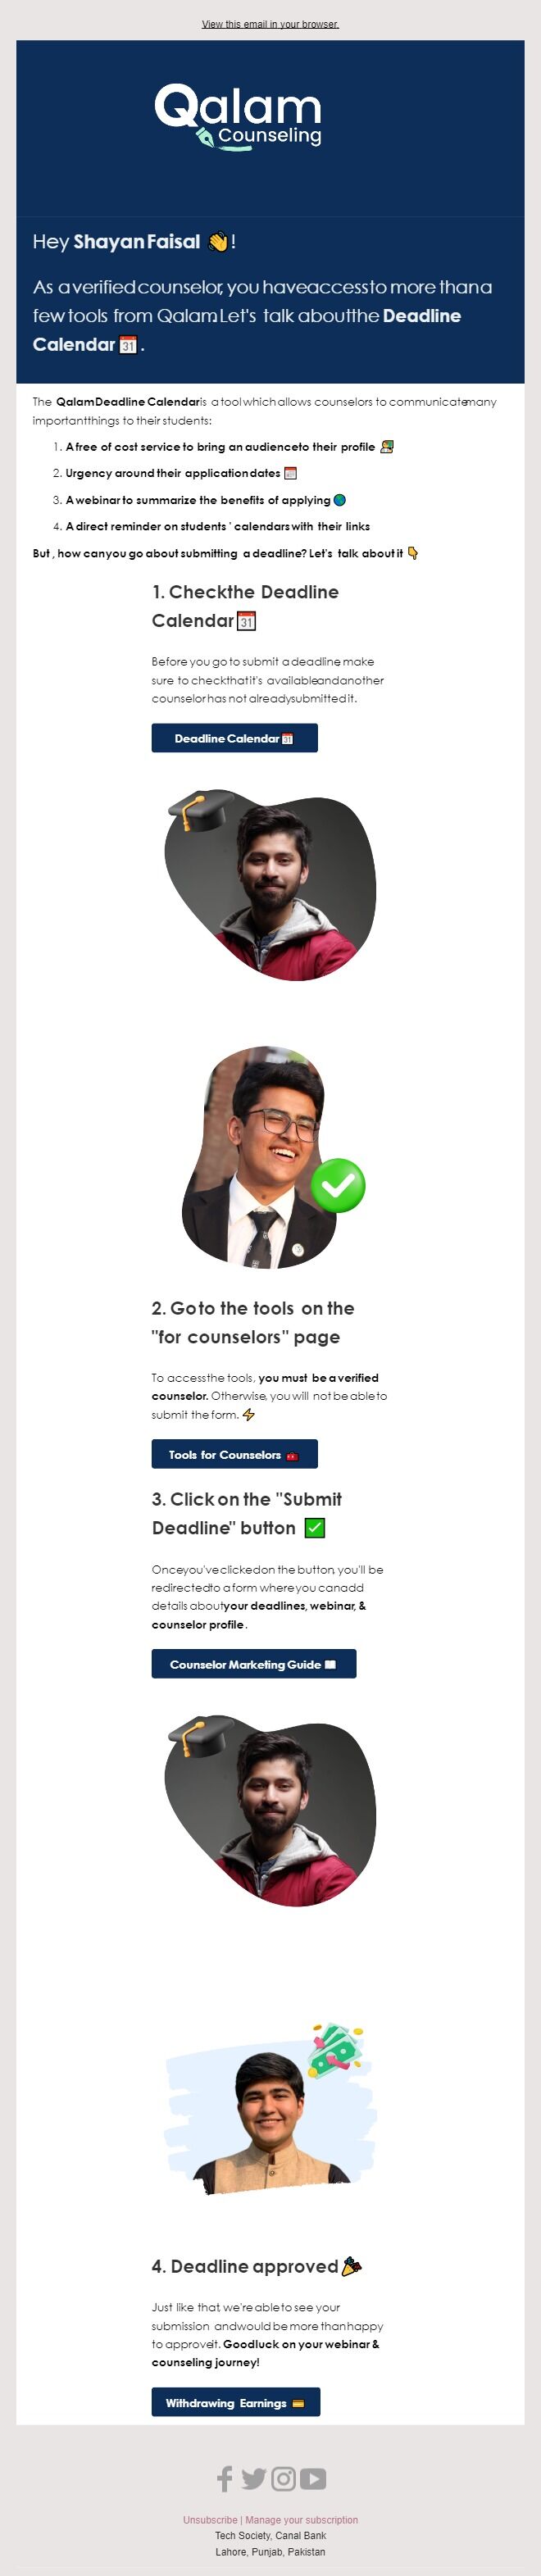 View this email in your browser.
Qalam
Counseling
Hey Shayan Faisal 👋!
As a verified counselor, you have access to more than a
few tools from Qalam. Let's talk about the Deadline
Calendar 📅.
The Qalam Deadline Calendar is a tool which allows counselors to communicate many
important things to their students:
1. A free of cost service to bring an audience to their profile 🧑‍🏫
2. Urgency around their application dates 📅
3. A webinar to summarize the benefits of applying 🌎
4. A direct reminder on students' calendars with their links
But, how can you go about submitting a deadline? Let's talk about it 👇
1. Check the Deadline
Calendar 📅
Before you go to submit a deadline, make
sure to check that it's available and another
counselor has not already submitted it.
Deadline Calendar 📅
2. Go to the tools on the
"for counselors" page
To access the tools, you must be a verified
counselor. Otherwise, you will not be able to
submit the form. ⚡
Tools for Counselors 🧰
3. Click on the "Submit
Deadline" button ✅
Once you've clicked on the button, you'll be
redirected to a form where you can add
details about your deadlines, webinar, &
counselor profile.
Counselor Marketing Guide 📖
4. Deadline approved 🎉
Just like that, we're able to see your
submission and would be more than happy
to approve it. Good luck on your webinar &
counseling journey!
Withdrawing Earnings 💳
Unsubscribe | Manage your subscription
Tech Society, Canal Bank
Lahore, Punjab, Pakistan